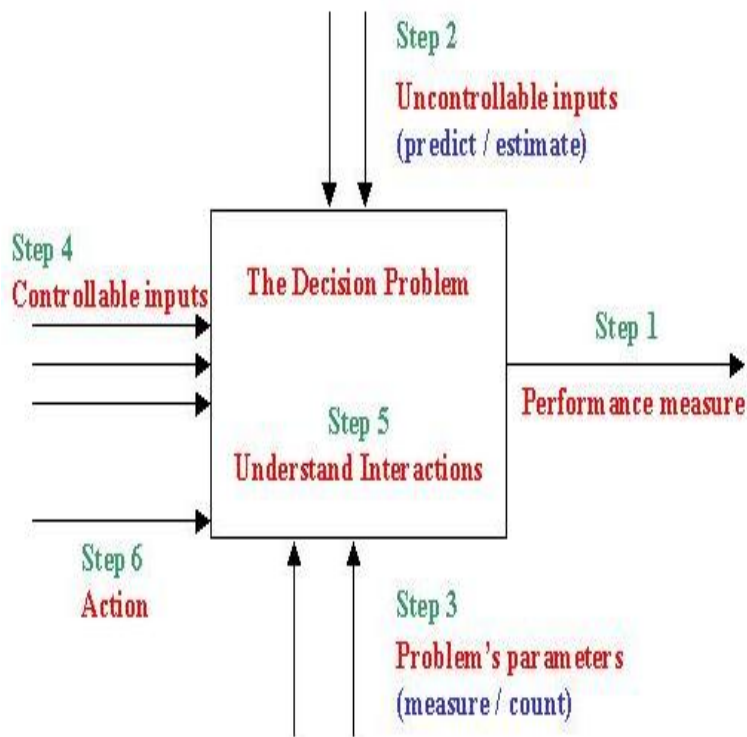 Step 2
Uncontrollable inputs
(predict / estimate)
Step 4
Controllable inputs
The Decision Problem
Step 1
Performance measure
Step 5
Understand Interactions
Step 6
Action
Step 3
Problem's parameters
(measure / count)